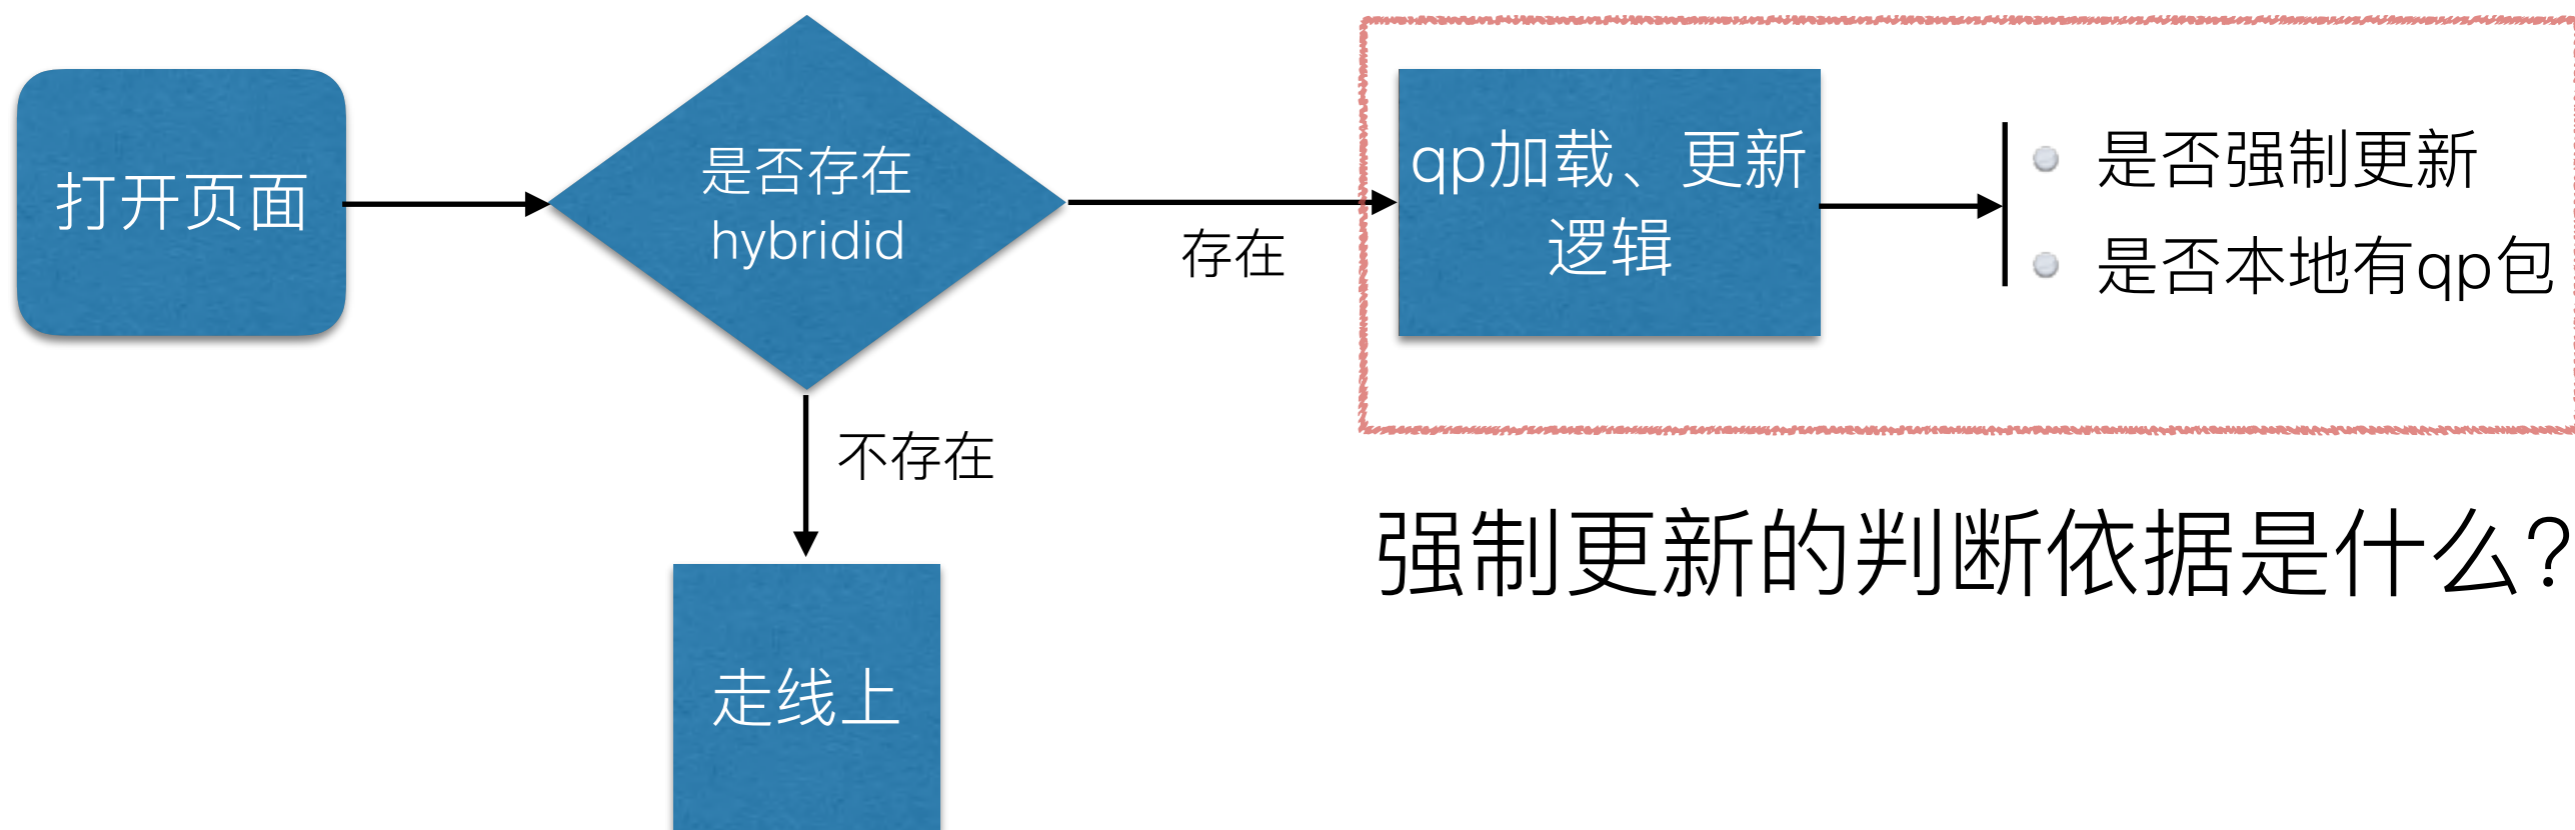 打开页面
是否存在
hybridid
存在
qp加载、更新
逻辑
是否强制更新
是否本地有qp包
不存在
强制更新的判断依据是什么？
走线上